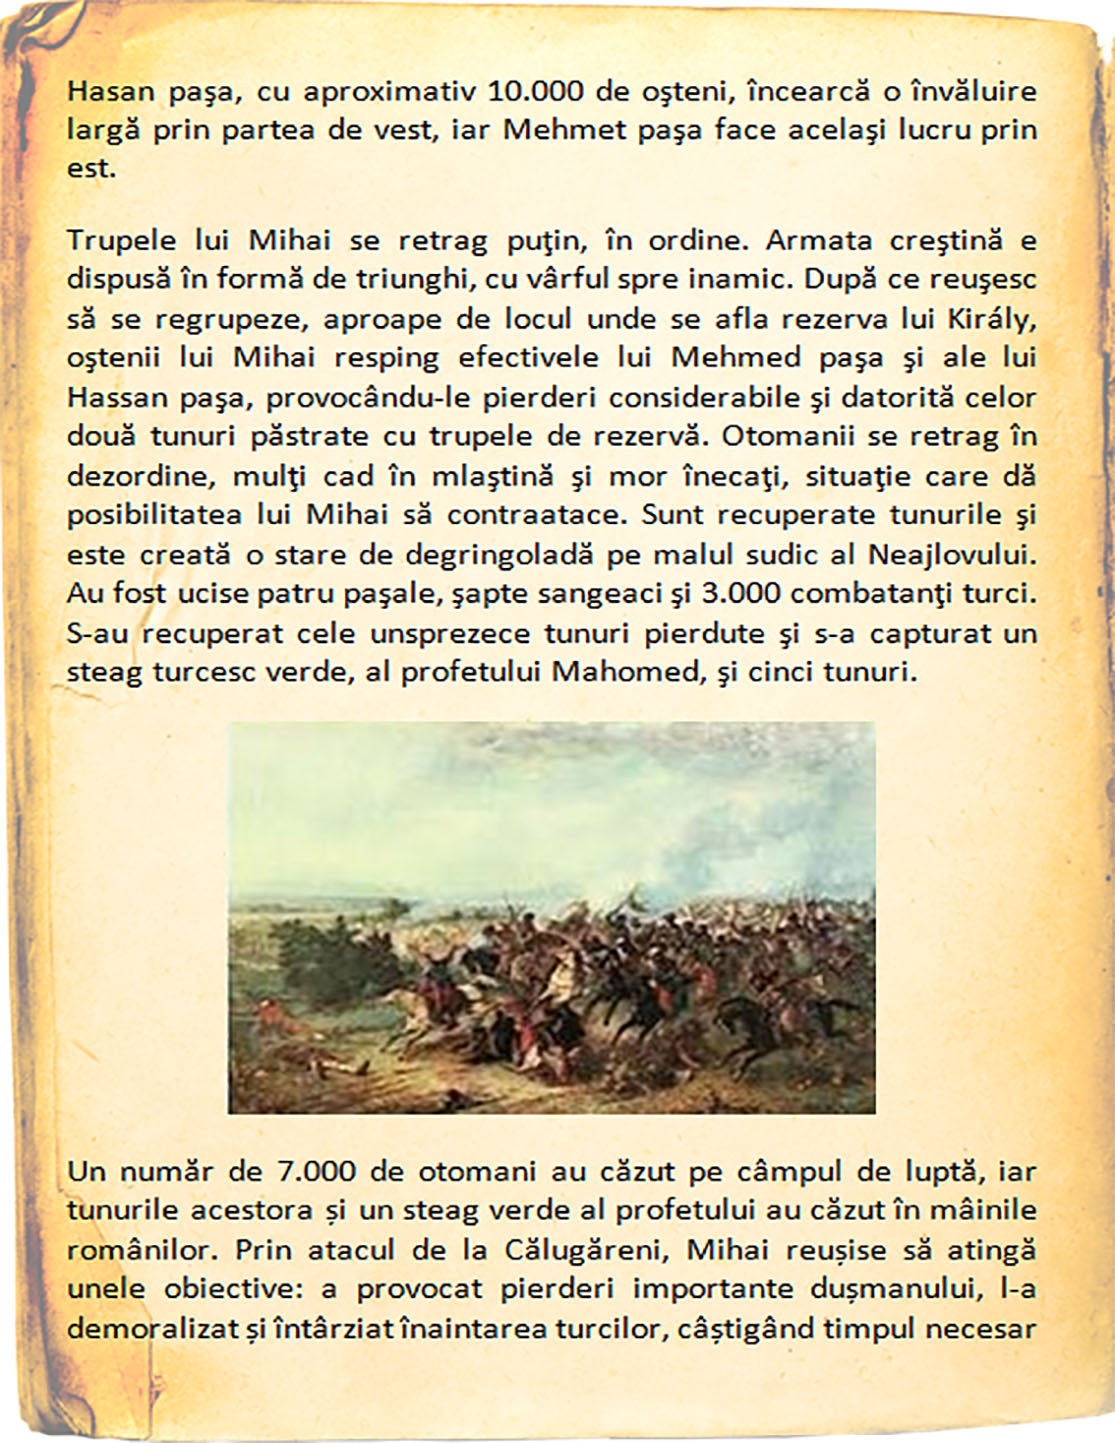 Hasan paşa, cu aproximativ 10.000 de oşteni, încearcă o învăluire
largă prin partea de vest, iar Mehmet paşa face acelaşi lucru prin
est.
Trupele lui Mihai se retrag puţin, în ordine. Armata creştină e
dispusă în formă de triunghi, cu vârful spre inamic. După ce reuşesc
să se regrupeze, aproape de locul unde se afla rezerva lui Király,
oştenii lui Mihai resping efectivele lui Mehmed paşa şi ale lui
Hassan paşa, provocându-le pierderi considerabile şi datorită celor
două tunuri păstrate cu trupele de rezervă. Otomanii se retrag în
dezordine, mulţi cad în mlaştină şi mor înecaţi, situaţie care dă
posibilitatea lui Mihai să contraatace. Sunt recuperate tunurile şi
este creată o stare de degringoladă pe malul sudic al Neajlovului.
Au fost ucise patru paşale, şapte sangeaci şi 3.000 combatanţi turci.
S-au recuperat cele unsprezece tunuri pierdute şi s-a capturat un
steag turcesc verde, al profetului Mahomed, şi cinci tunuri.
Un număr de 7.000 de otomani au căzut pe câmpul de luptă, iar
tunurile acestora și un steag verde al profetului au căzut în mâinile
românilor. Prin atacul de la Călugăreni, Mihai reușise să atingă
unele obiective: a provocat pierderi importante dușmanului, l-a
demoralizat și întârziat înaintarea turcilor, câștigând timpul necesar